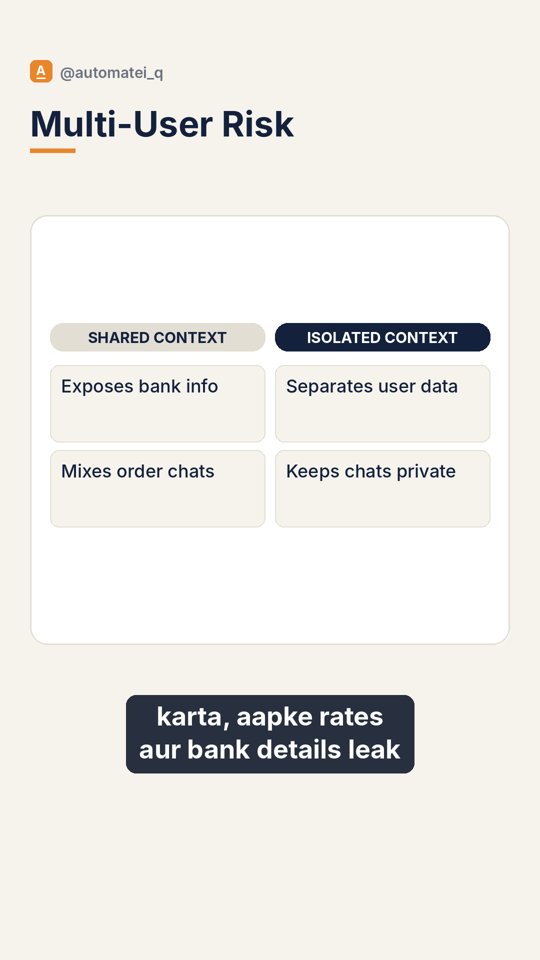 A
@automatei_q
Multi-User Risk
SHARED CONTEXT
ISOLATED CONTEXT
Exposes bank info
Separates user data
Mixes order chats
Keeps chats private
karta, aapke rates
aur bank details leak